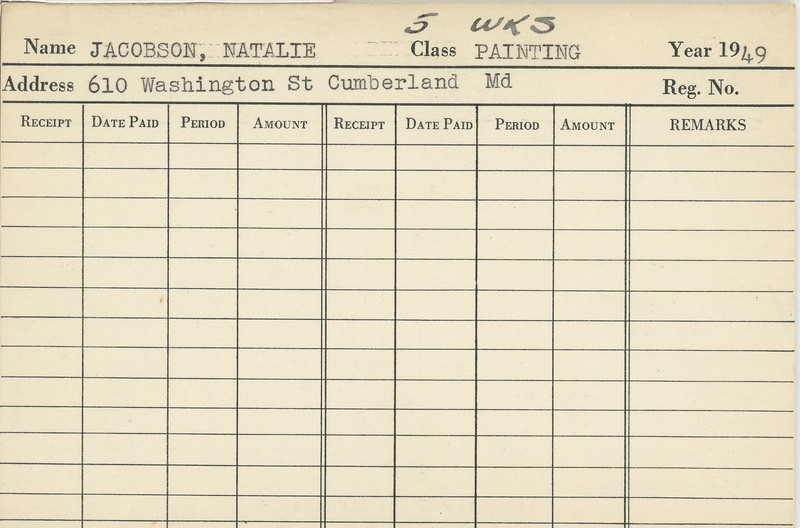 5 WKS
Name JACOBSON, NATALIE Class PAINTING Year 1949
Address 610 Washington St Cumberland Md Reg. No.
RECEIPT DATE PAID PERIOD AMOUNT RECEIPT DATE PAID PERIOD AMOUNT REMARKS